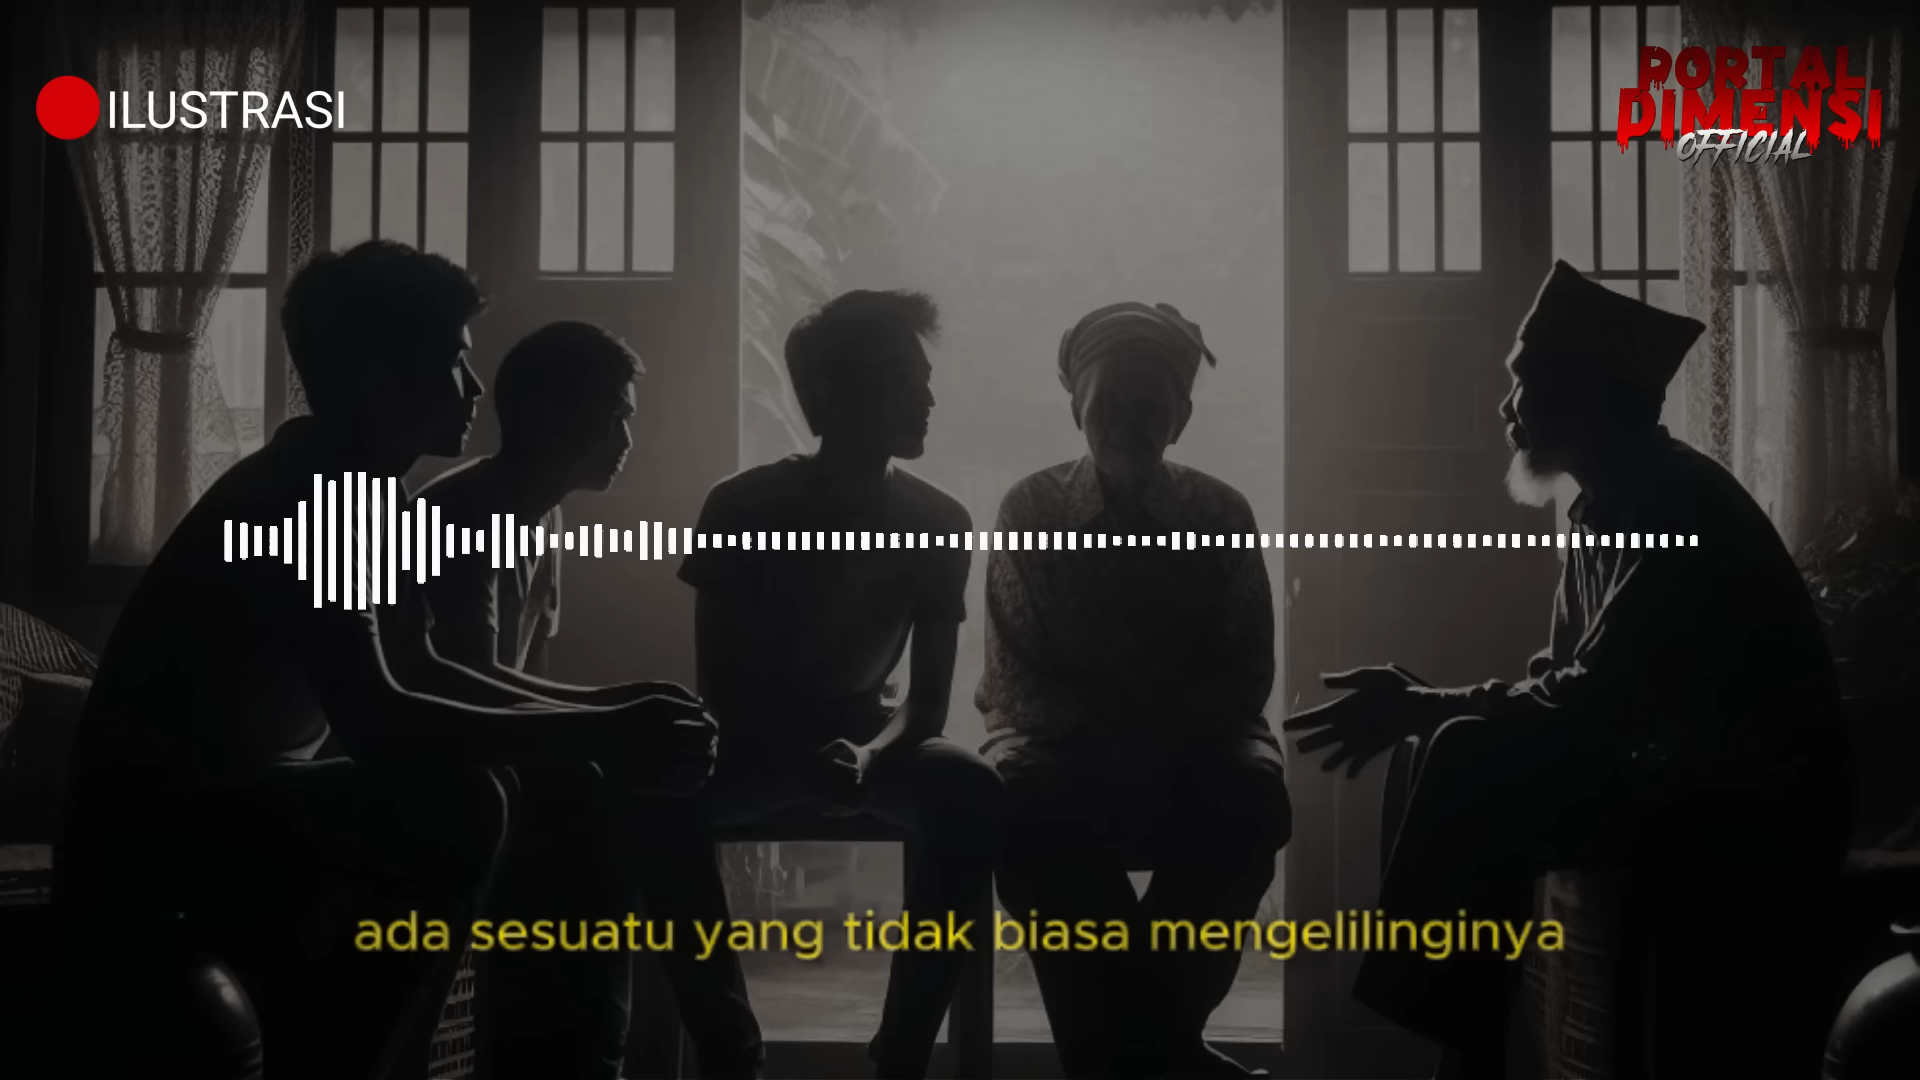 ILUSTRASI
PORTAL
DIMENSI
OFFICIAL
ada sesuatu yang tidak biasa mengelilinginya